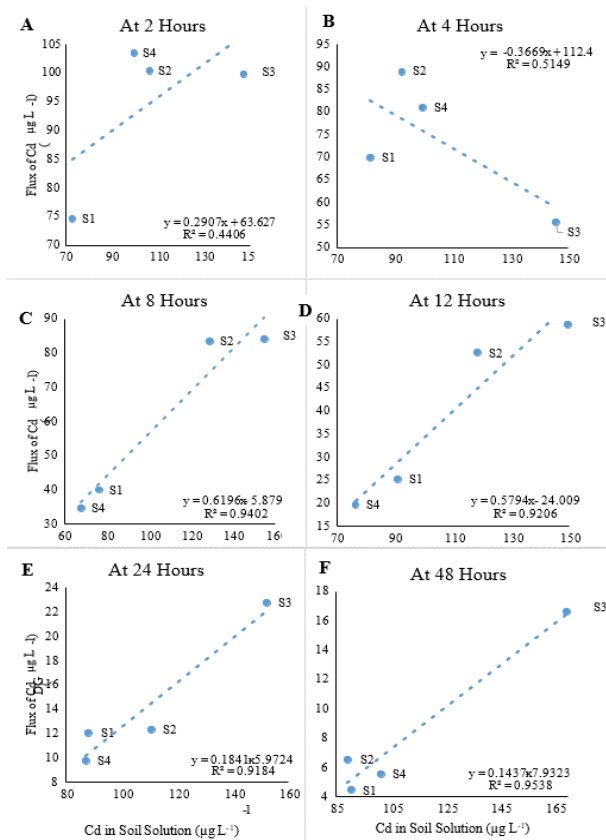 A
At 2 Hours
105
100
95
90
85
80
75
70
Flux of Cd ( µg L -l)
S4
S2
S3
S1
y = 0.2907x + 63.627
R² = 0.4406
70
90
110
130
15
B
At 4 Hours
95
90
85
80
75
70
65
60
55
50
y = -0.3669x + 112.4
R² = 0.5149
S2
S4
S1
S3
70
90
110
130
150
C
At 8 Hours
90
80
70
60
50
40
30
Flux of Cd ( µg L -l)
S2
S3
S1
S4
y = 0.6196x - 5.879
R² = 0.9402
60
80
100
120
140
16
D
At 12 Hours
60
55
50
45
40
35
30
25
20
15
S3
S2
S1
S4
y = 0.5794x - 24.009
R² = 0.9206
70
90
110
130
150
E
At 24 Hours
24
22
20
18
16
14
12
10
8
Flux of Cd DG ( µg L -l)
S3
S1
S2
S4
y = 0.1841x5.9724
R² = 0.9184
80
100
120
140
160
-1
Cd in Soil Solution (µg L⁻¹)
F
At 48 Hours
18
16
14
12
10
8
6
4
S3
S2
S4
S1
y = 0.1437x7.9323
R² = 0.9538
85
105
125
145
165
Cd in Soil Solution (µg L⁻¹)